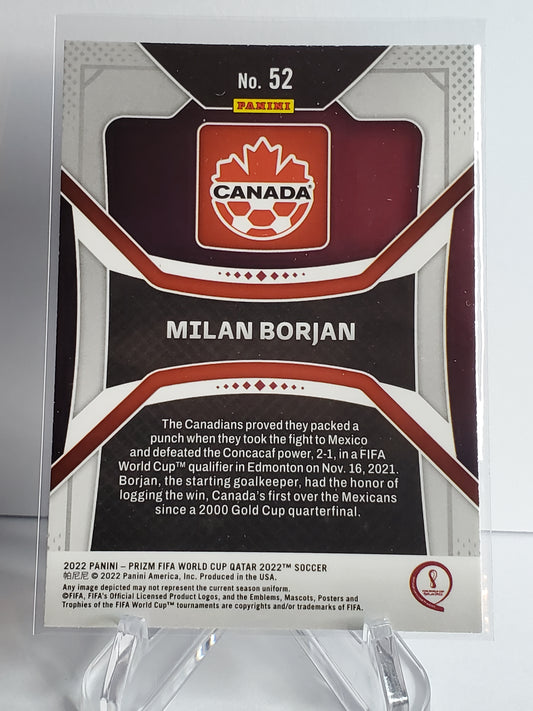 No. 52
PANINI
CANADA
MILAN BORJAN
The Canadians proved they packed a
punch when they took the fight to Mexico
and defeated the Concacaf power, 2-1, in a FIFA
World Cup™ qualifier in Edmonton on Nov. 16, 2021.
Borjan, the starting goalkeeper, had the honor of
logging the win, Canada's first over the Mexicans
since a 2000 Gold Cup quarterfinal.
2022 PANINI – PRIZM FIFA WORLD CUP QATAR 2022™ SOCCER
帕尼尼 © 2022 Panini America, Inc. Produced in the USA.
Any image depicted may not represent the current season uniform.
©FIFA, FIFA's Official Licensed Product Logos, and the Emblems, Mascots, Posters and
Trophies of the FIFA World Cup™ tournaments are copyrights and/or trademarks of FIFA.